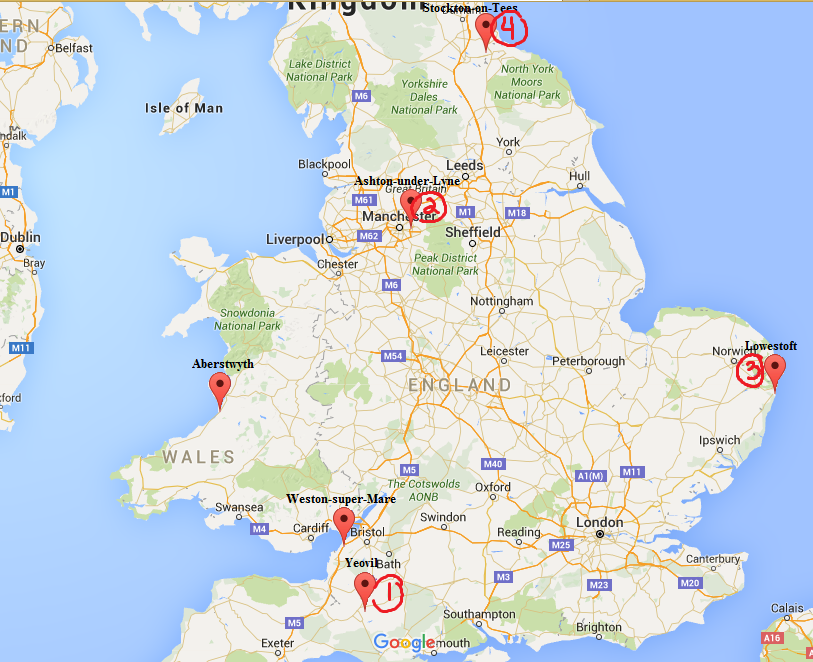 Kingdom
Stockton-on-Tees
4
ERN
ND
Belfast
Lake District
National Park
North York
Moors
National Park
Yorkshire
Dales
National Park
M6
Isle of Man
York
ndalk
Blackpool
Leeds
Hull
Ashton-under-Lyne
Great Britain
M1
M61
2
M1
M18
Manchester
Dublin
Liverpool
M62
Sheffield
Bray
Chester
Peak District
National Park
M6
Nottingham
Snowdonia
National Park
M11
Lowestoft
Aberstwyth
M54
Leicester
Peterborough
Norwich
3
ENGLAND
xford
WALES
M5
M40
Ipswich
A1(M)
M11
The Cotswolds
AONB
Oxford
Weston-super-Mare
Swansea
Swindon
London
M4
Cardiff
Bristol
Reading
M25
Yeovil
Bath
Canterbury
M3
M23
M20
1
Southampton
Calais
M5
Brighton
Exeter
Google
mouth
A16